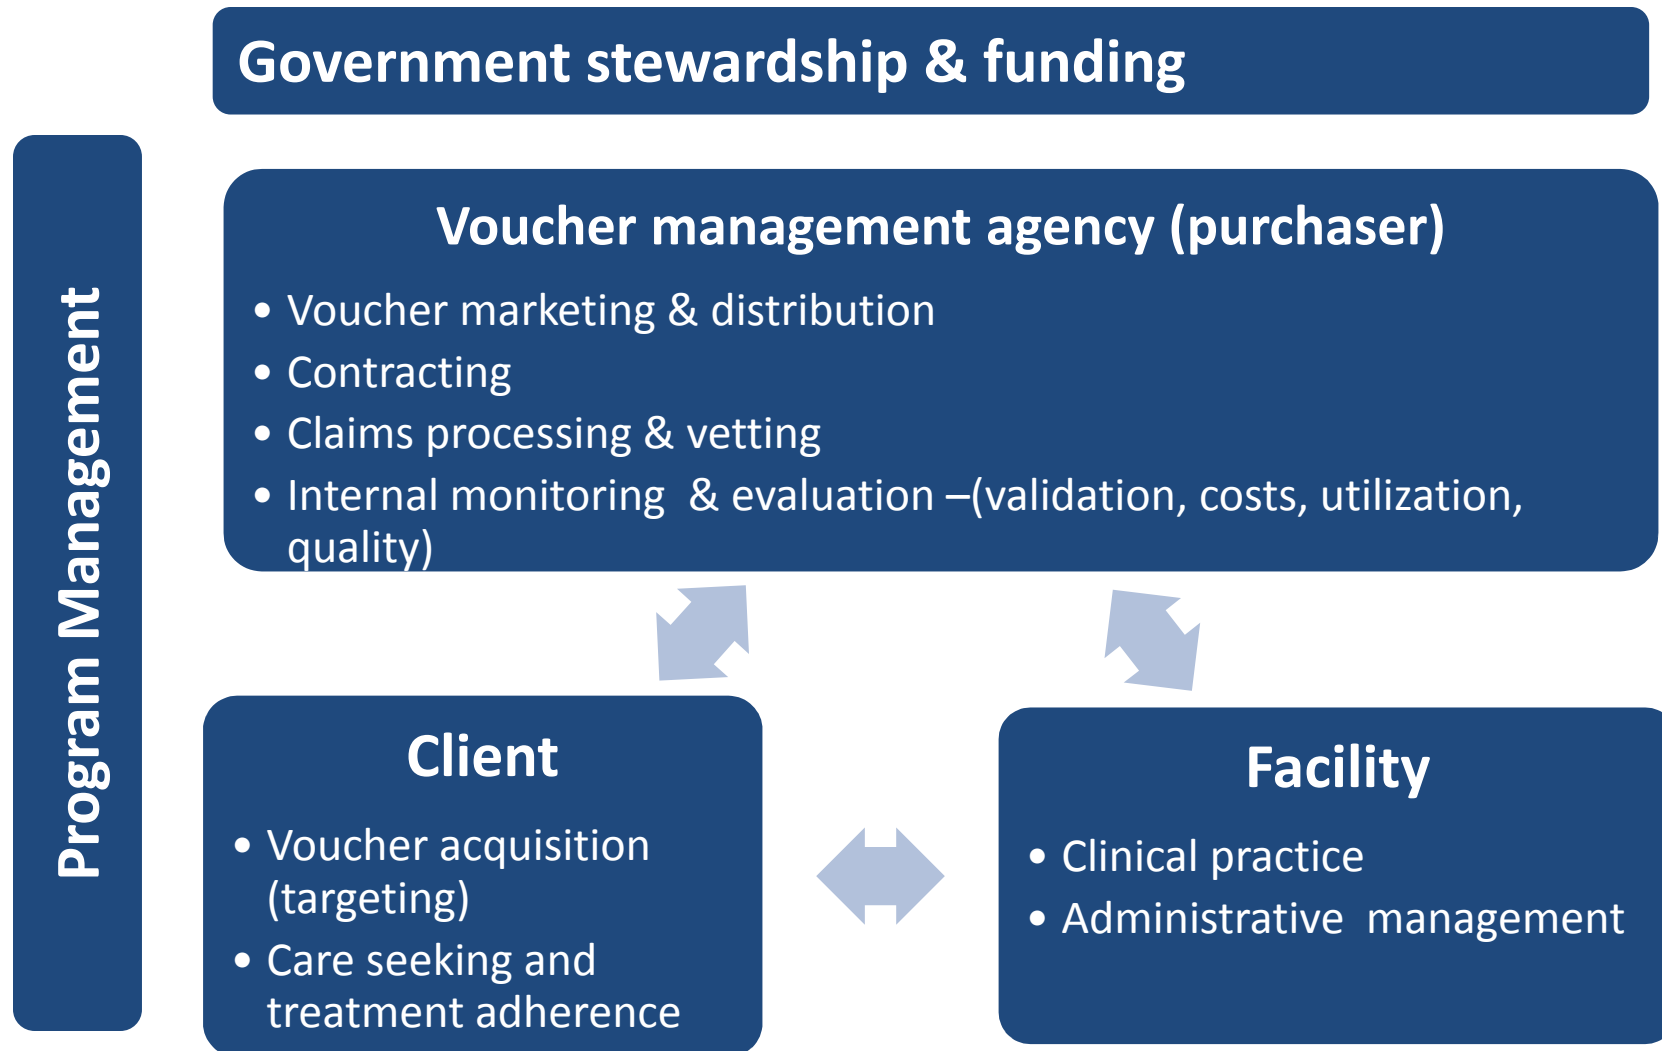 Government stewardship & funding
Program Management
Voucher management agency (purchaser)
• Voucher marketing & distribution
• Contracting
• Claims processing & vetting
• Internal monitoring  & evaluation –(validation, costs, utilization,
quality)
Client
• Voucher acquisition
(targeting)
• Care seeking and
treatment adherence
Facility
• Clinical practice
• Administrative  management